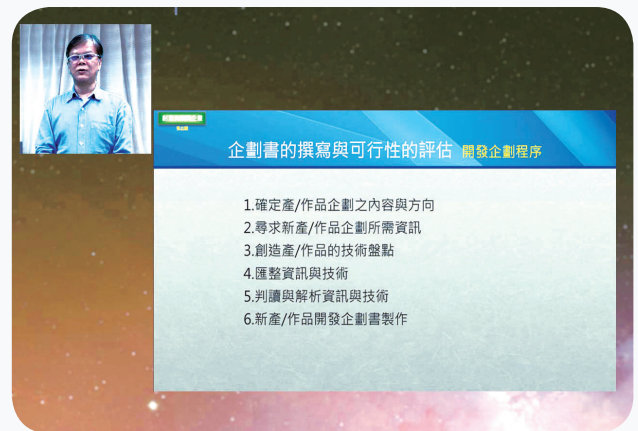 企劃書的撰寫與可行性的評估 開發企劃程序
1.確定產/作品企劃之內容與方向
2.尋求新產/作品企劃所需資訊
3.創造產/作品的技術盤點
4.匯整資訊與技術
5.判讀與解析資訊與技術
6.新產/作品開發企劃書製作